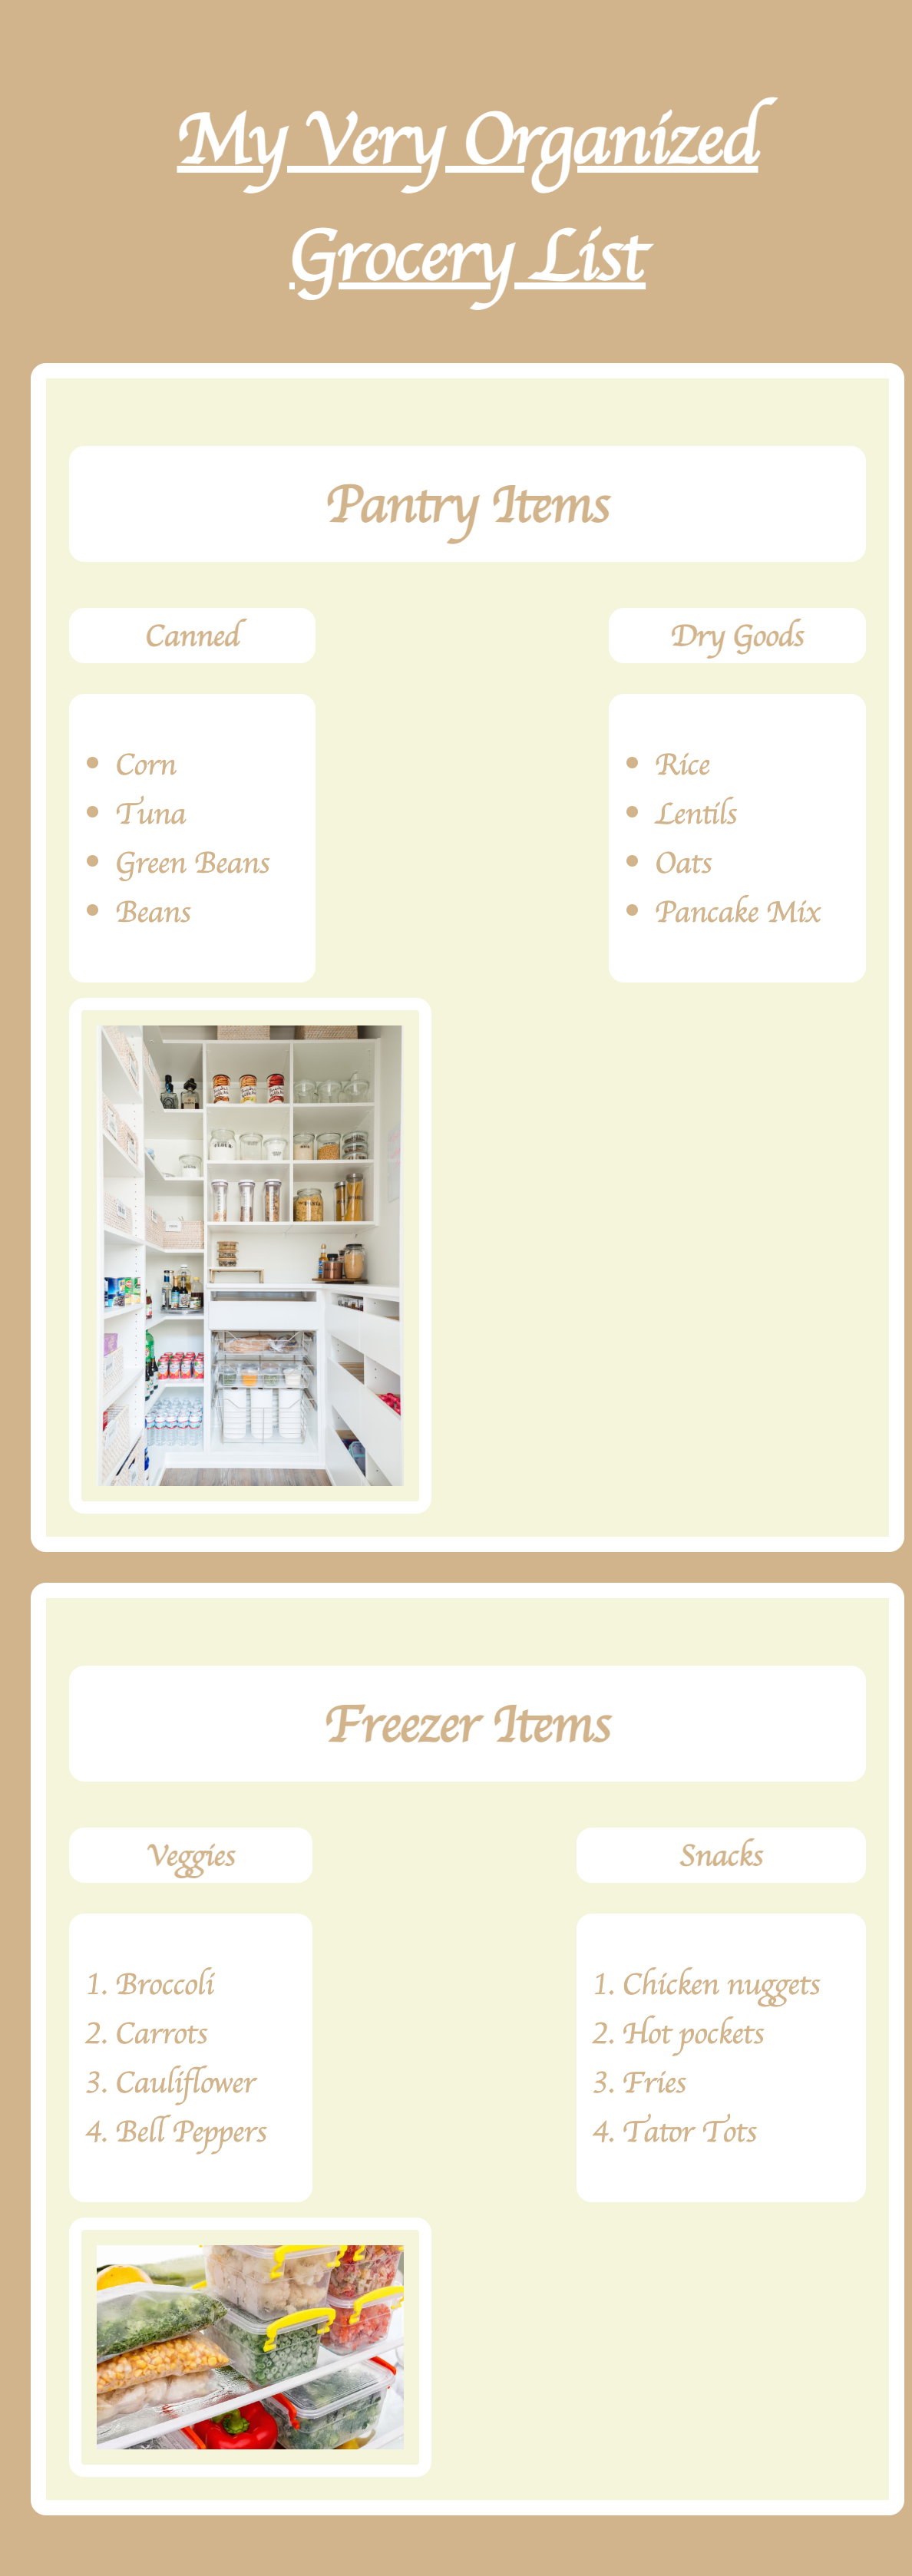 My Very Organized
Grocery List
Pantry Items
Canned
Corn
Tuna
Green Beans
Beans
Dry Goods
Rice
Lentils
Oats
Pancake Mix
Freezer Items
Veggies
1. Broccoli
2. Carrots
3. Cauliflower
4. Bell Peppers
Snacks
1. Chicken nuggets
2. Hot pockets
3. Fries
4. Tator Tots